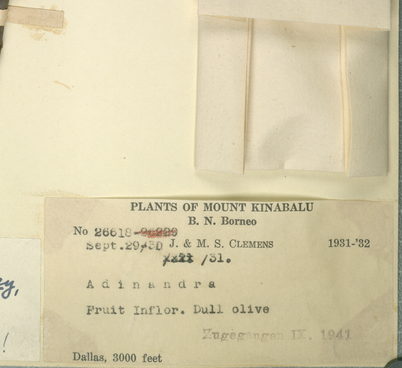 PLANTS OF MOUNT KINABALU
B. N. Borneo
No 26618
Sept.29/30 J. & M. S. CLEMENS 1931-'32
/31.
Adinandra
Fruit Inflor. Dull olive
Zugegangen IX. 1941
Dallas, 3000 feet
y,
!